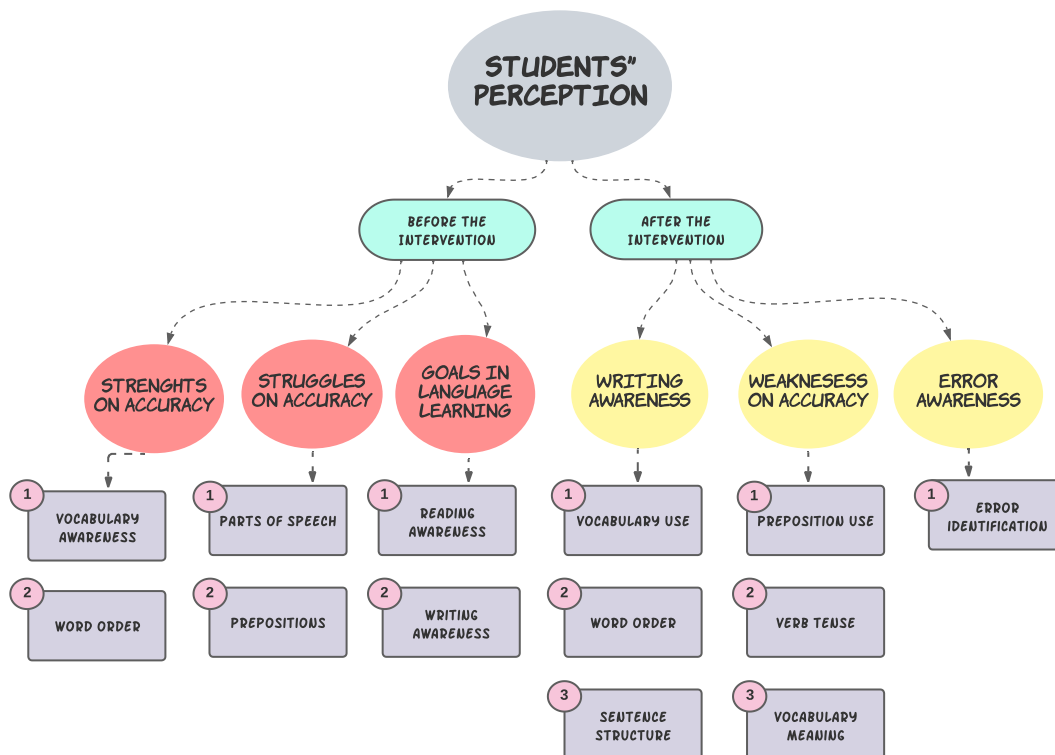 STUDENTS"
PERCEPTION
BEFORE THE
INTERVENTION
AFTER THE
INTERVENTION
STRENGHTS
ON ACCURACY
STRUGGLES
ON ACCURACY
GOALS IN
LANGUAGE
LEARNING
WRITING
AWARENESS
WEAKNESESS
ON ACCURACY
ERROR
AWARENESS
1
VOCABULARY
AWARENESS
1
PARTS OF SPEECH
1
READING
AWARENESS
1
VOCABULARY USE
1
PREPOSITION USE
1
ERROR
IDENTIFICATION
2
WORD ORDER
2
PREPOSITIONS
2
WRITING
AWARENESS
2
WORD ORDER
2
VERB TENSE
3
SENTENCE
STRUCTURE
3
VOCABULARY
MEANING